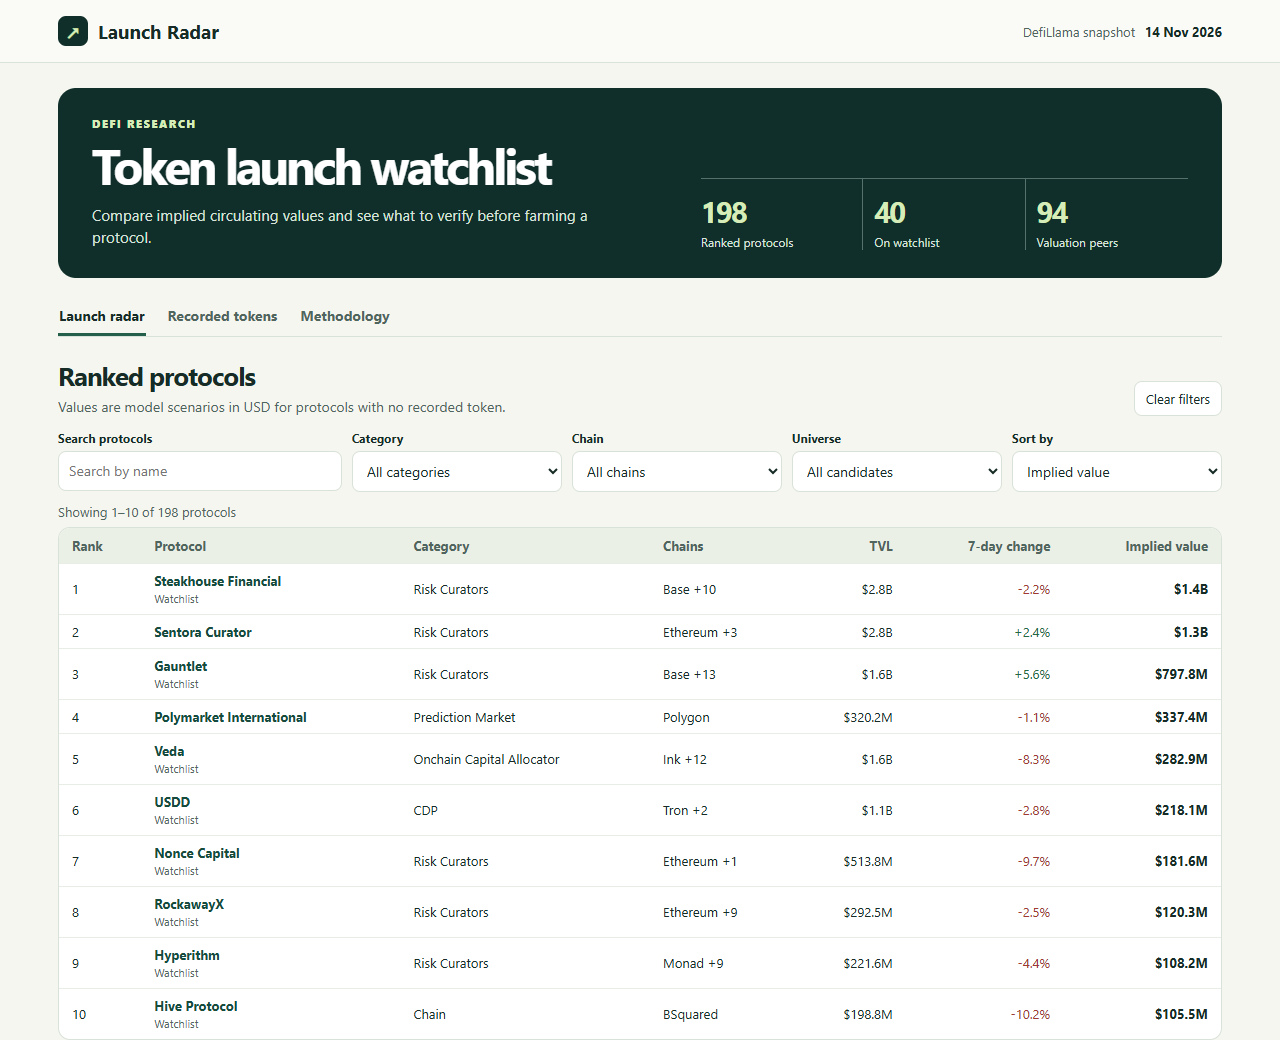 Launch Radar
DefiLlama snapshot 14 Nov 2026
DEFI RESEARCH
Token launch watchlist
Compare implied circulating values and see what to verify before farming a
protocol.
198
Ranked protocols
40
On watchlist
94
Valuation peers
Launch radar Recorded tokens Methodology
Ranked protocols
Values are model scenarios in USD for protocols with no recorded token.
Clear filters
Search protocols Category Chain Universe Sort by
Search by name All categories All chains All candidates Implied value
Showing 1–10 of 198 protocols
Rank Protocol Category Chains TVL 7-day change Implied value
1 Steakhouse Financial Risk Curators Base +10 $2.8B -2.2% $1.4B
Watchlist
2 Sentora Curator Risk Curators Ethereum +3 $2.8B +2.4% $1.3B
3 Gauntlet Risk Curators Base +13 $1.6B +5.6% $797.8M
Watchlist
4 Polymarket International Prediction Market Polygon $320.2M -1.1% $337.4M
5 Veda Onchain Capital Allocator Ink +12 $1.6B -8.3% $282.9M
Watchlist
6 USDD CDP Tron +2 $1.1B -2.8% $218.1M
Watchlist
7 Nonce Capital Risk Curators Ethereum +1 $513.8M -9.7% $181.6M
Watchlist
8 RockawayX Risk Curators Ethereum +9 $292.5M -2.5% $120.3M
Watchlist
9 Hyperithm Risk Curators Monad +9 $221.6M -4.4% $108.2M
Watchlist
10 Hive Protocol Chain BSquared $198.8M -10.2% $105.5M
Watchlist